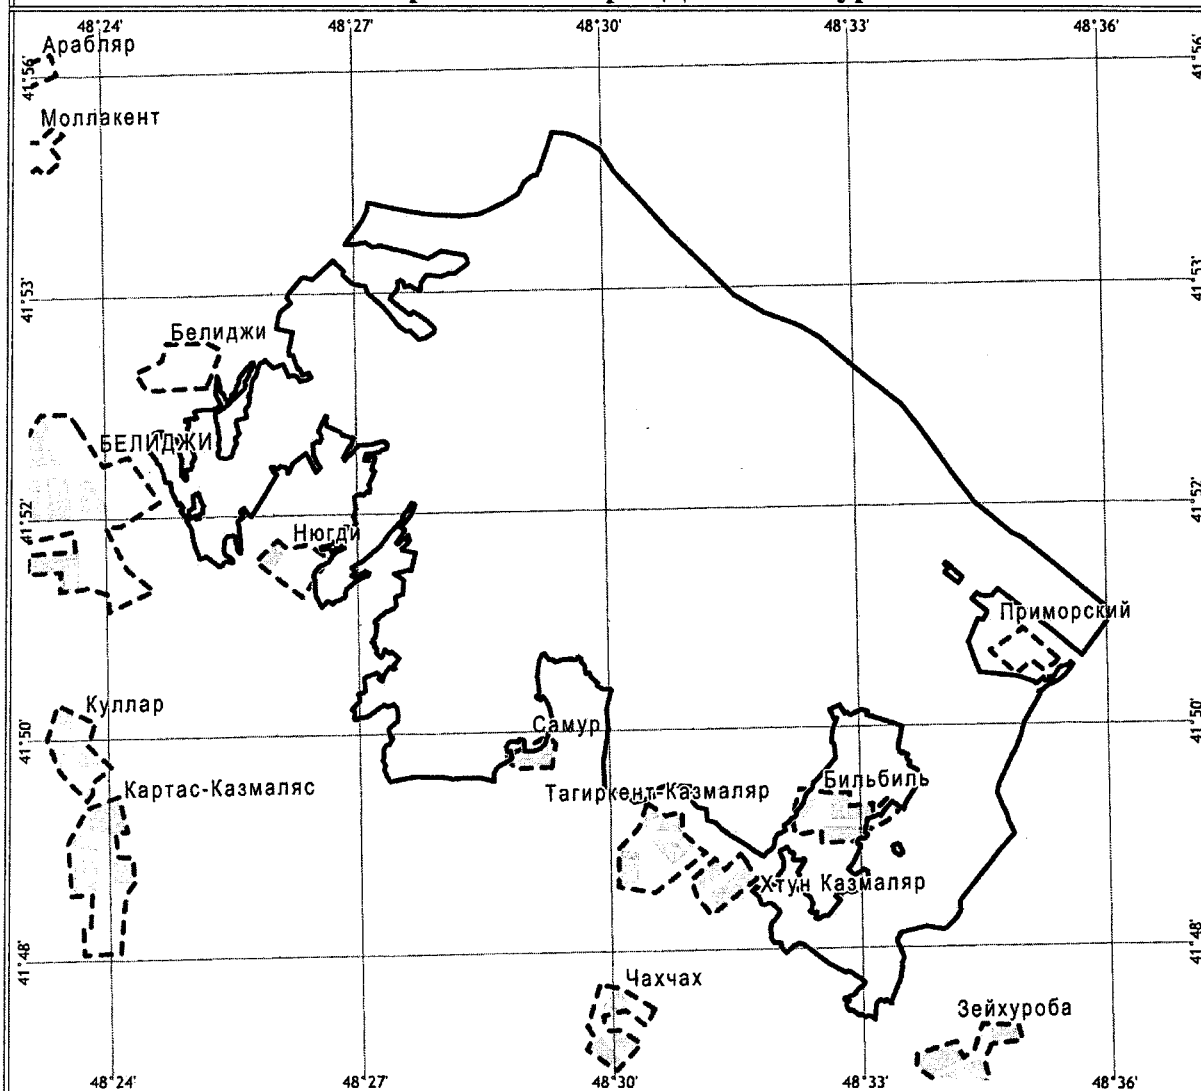 48°24' 48°27' 48°30' 48°33' 48°36'
Арабляр
41°56' 41°56'
Моллакент
41°53' 41°53'
Белиджи
БЕЛИДЖИ
41°52' 41°52'
Нюгди
Приморский
Куллар
Самур
41°50' 41°50'
Картас-Казмаляс
Тагиркент-Казмаляр
Бильбиль
Хтун Казмаляр
41°48' 41°48'
Чахчах
Зейхуроба
48°24' 48°27' 48°30' 48°33' 48°36'